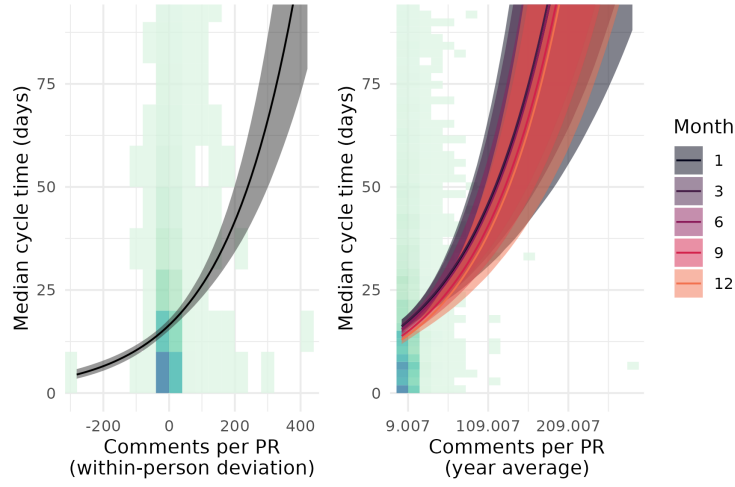 Median cycle time (days)
75
50
25
0
-200 0 200 400
Comments per PR
(within-person deviation)
Median cycle time (days)
75
50
25
0
9.007 109.007 209.007
Comments per PR
(year average)
Month
1
3
6
9
12